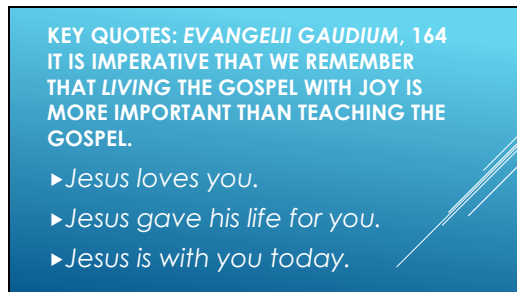 KEY QUOTES: EVANGELII GAUDIUM, 164
IT IS IMPERATIVE THAT WE REMEMBER
THAT LIVING THE GOSPEL WITH JOY IS
MORE IMPORTANT THAN TEACHING THE
GOSPEL.
▶Jesus loves you.
▶Jesus gave his life for you.
▶Jesus is with you today.